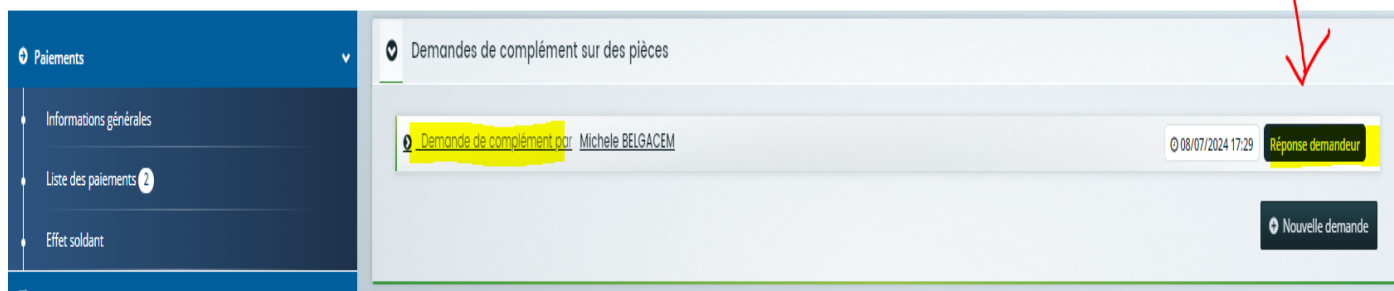 Paiements
Informations générales
Liste des paiements 2
Effet soldant
Demandes de complément sur des pièces
Demande de complément par Michele BELGACEM
08/07/2024 17:29 Réponse demandeur
Nouvelle demande